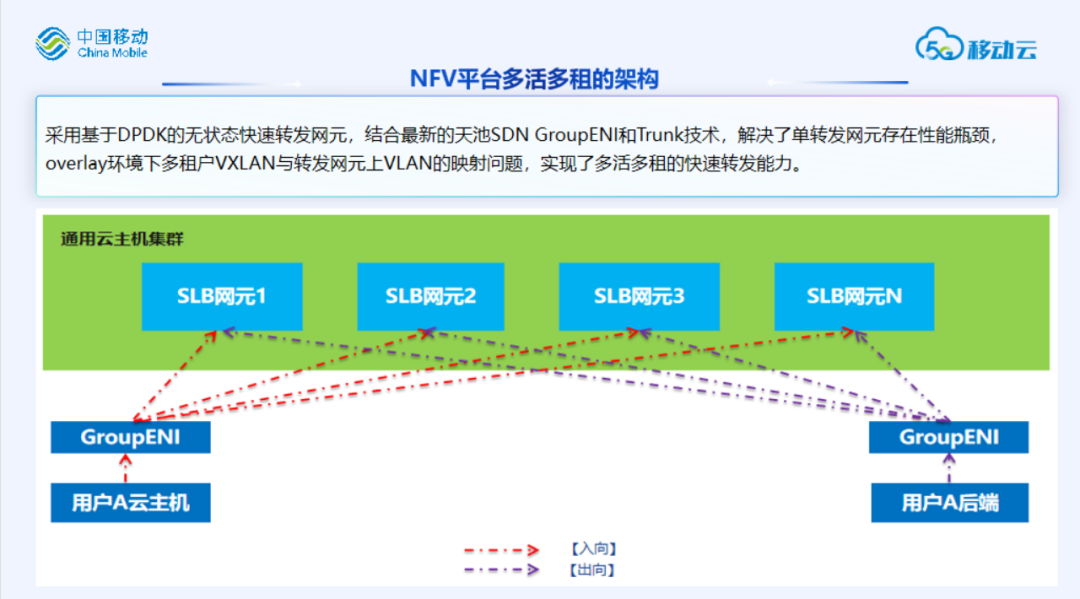 中国移动
China Mobile
5G移动云
NFV平台多活多租的架构
采用基于DPDK的无状态快速转发网元，结合最新的天池SDN GroupENI和Trunk技术，解决了单转发网元存在性能瓶颈，
overlay环境下多租户VXLAN与转发网元上VLAN的映射问题，实现了多活多租的快速转发能力。
通用云主机集群
SLB网元1
SLB网元2
SLB网元3
SLB网元N
GroupENI
GroupENI
用户A云主机
用户A后端
【入向】
【出向】